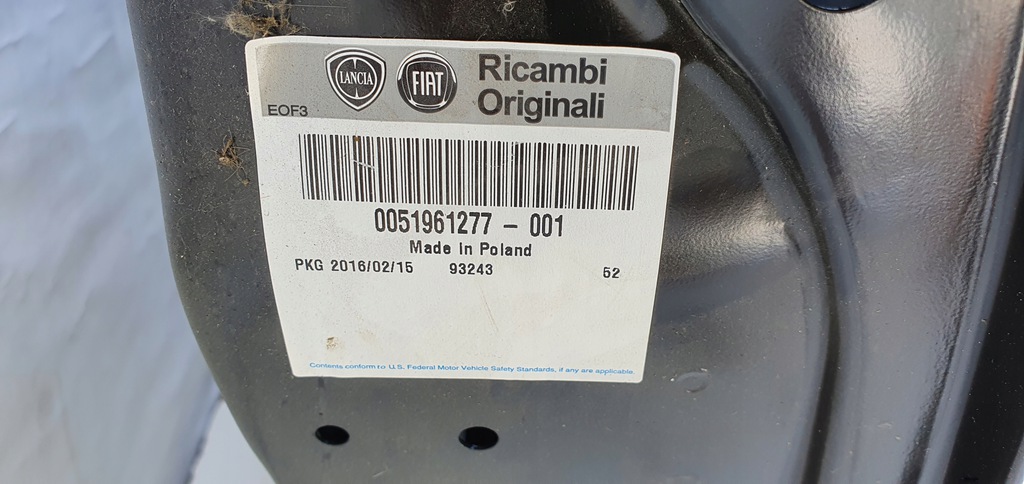 LANCIA
FIAT
Ricambi
Originali
EOF3
0051961277 - 001
Made in Poland
PKG 2016/02/15 93243 52
Contents conform to U.S. Federal Motor Vehicle Safety Standards, if any are applicable.